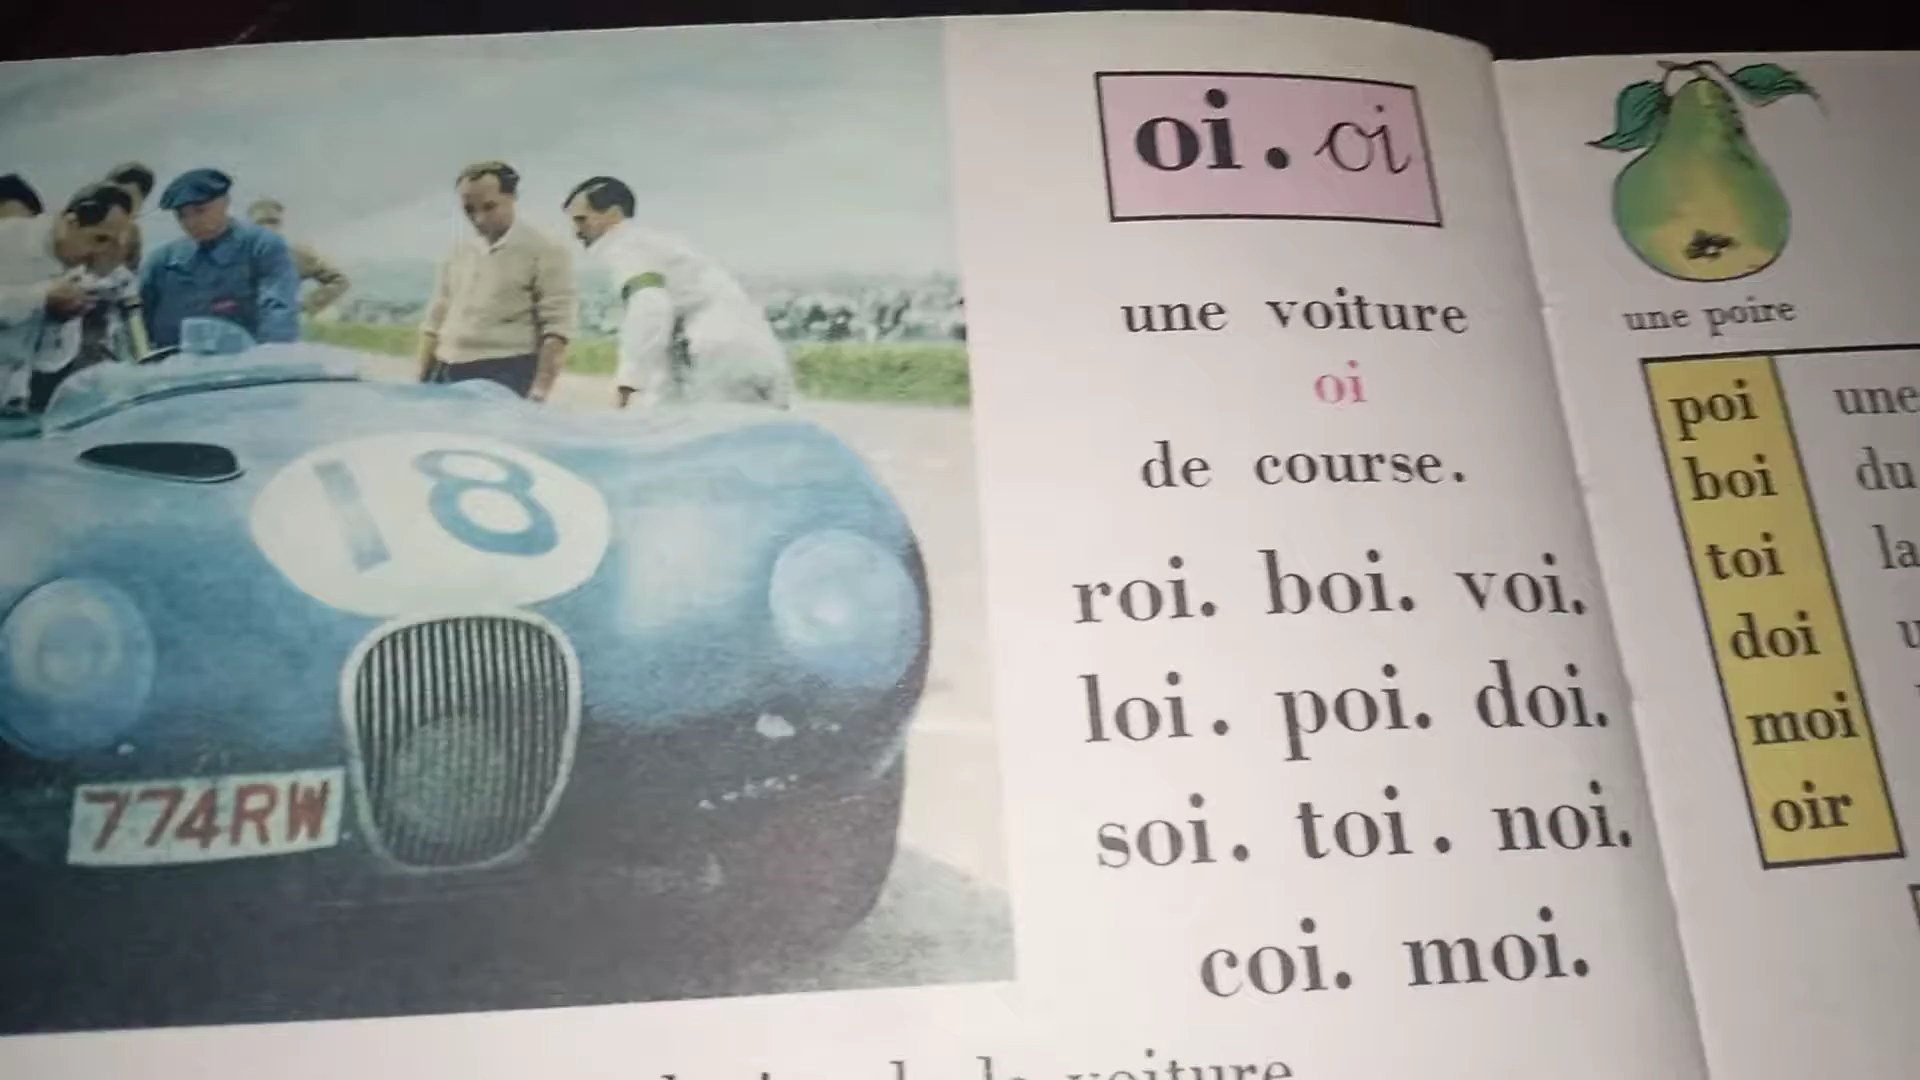 18
774RW
oi. oi
une voiture
oi
de course.
roi. boi. voi.
loi. poi. doi.
soi. toi. noi.
coi. moi.
voiture
une poire
poi
boi
toi
doi
moi
oir
une
du
la